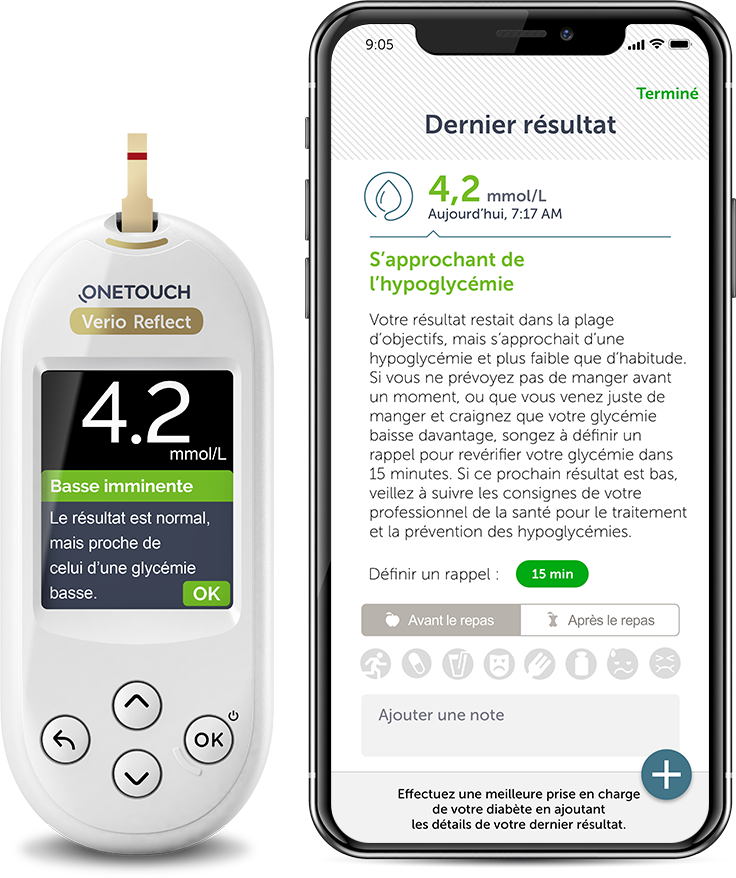 ONETOUCH
Verio Reflect
4.2
mmol/L
Basse imminente
Le résultat est normal,
mais proche de
celui d'une glycémie
basse.
OK
OK
9:05
Terminé
Dernier résultat
4,2 mmol/L
Aujourd'hui, 7:17 AM
S'approchant de
l'hypoglycémie
Votre résultat restait dans la plage
d'objectifs, mais s'approchait d'une
hypoglycémie et plus faible que d'habitude.
Si vous ne prévoyez pas de manger avant
un moment, ou que vous venez juste de
manger et craignez que votre glycémie
baisse davantage, songez à définir un
rappel pour revérifier votre glycémie dans
15 minutes. Si ce prochain résultat est bas,
veillez à suivre les consignes de votre
professionnel de la santé pour le traitement
et la prévention des hypoglycémies.
Définir un rappel : 15 min
Avant le repas Après le repas
Ajouter une note
Effectuez une meilleure prise en charge
de votre diabète en ajoutant
les détails de votre dernier résultat.